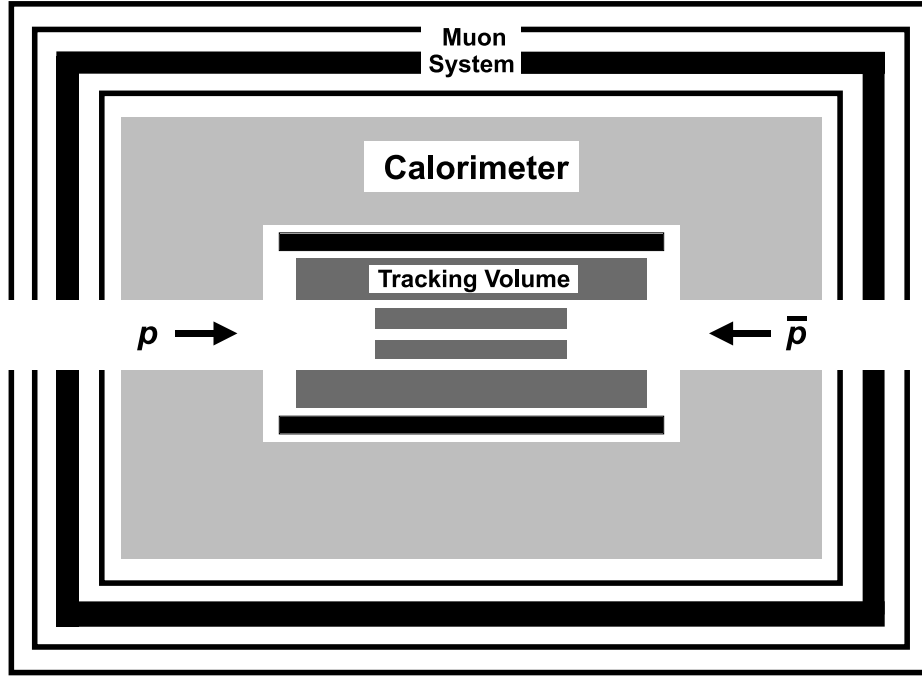 Muon
System
Calorimeter
Tracking Volume
p
p̅